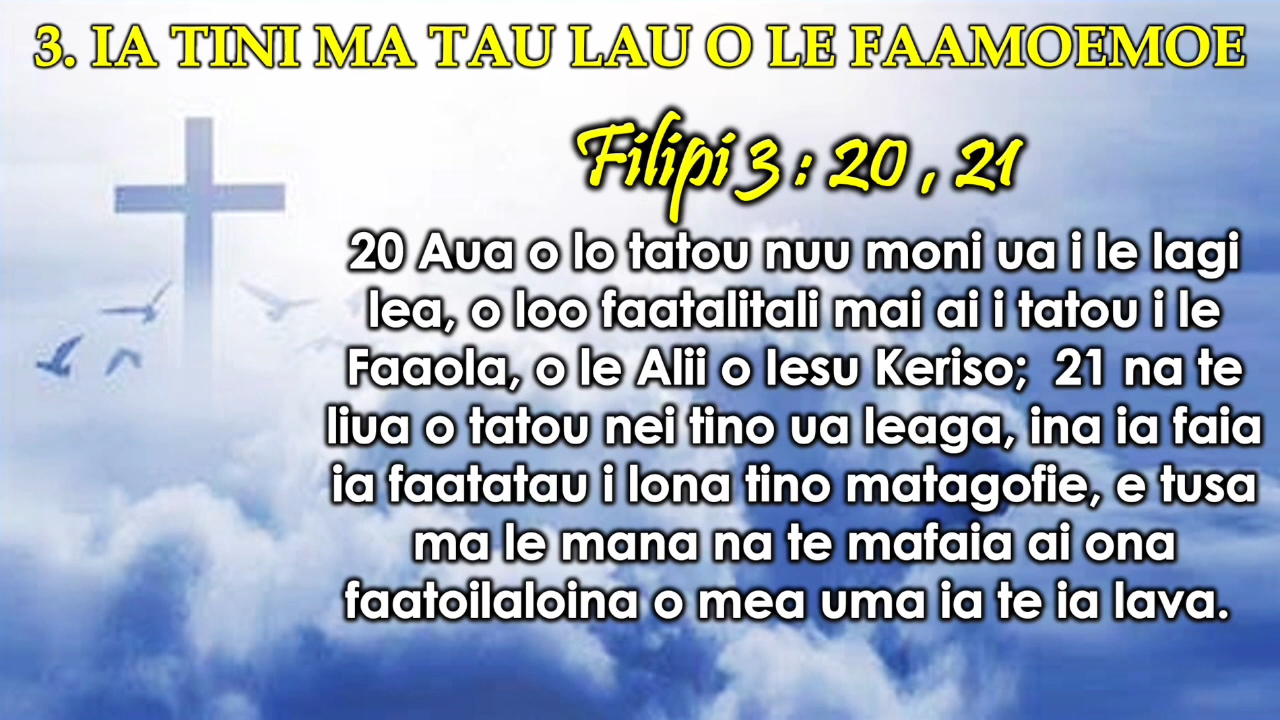 3. IA TINI MA TAU LAU O LE FAAMOEMOE
Filipi 3 : 20 , 21
20 Aua o lo tatou nuu moni ua i le lagi
lea, o loo faatalitali mai ai i tatou i le
Faaola, o le Alii o Iesu Keriso;  21 na te
liua o tatou nei tino ua leaga, ina ia faia
ia faatatau i lona tino matagofie, e tusa
ma le mana na te mafaia ai ona
faatoilaloina o mea uma ia te ia lava.